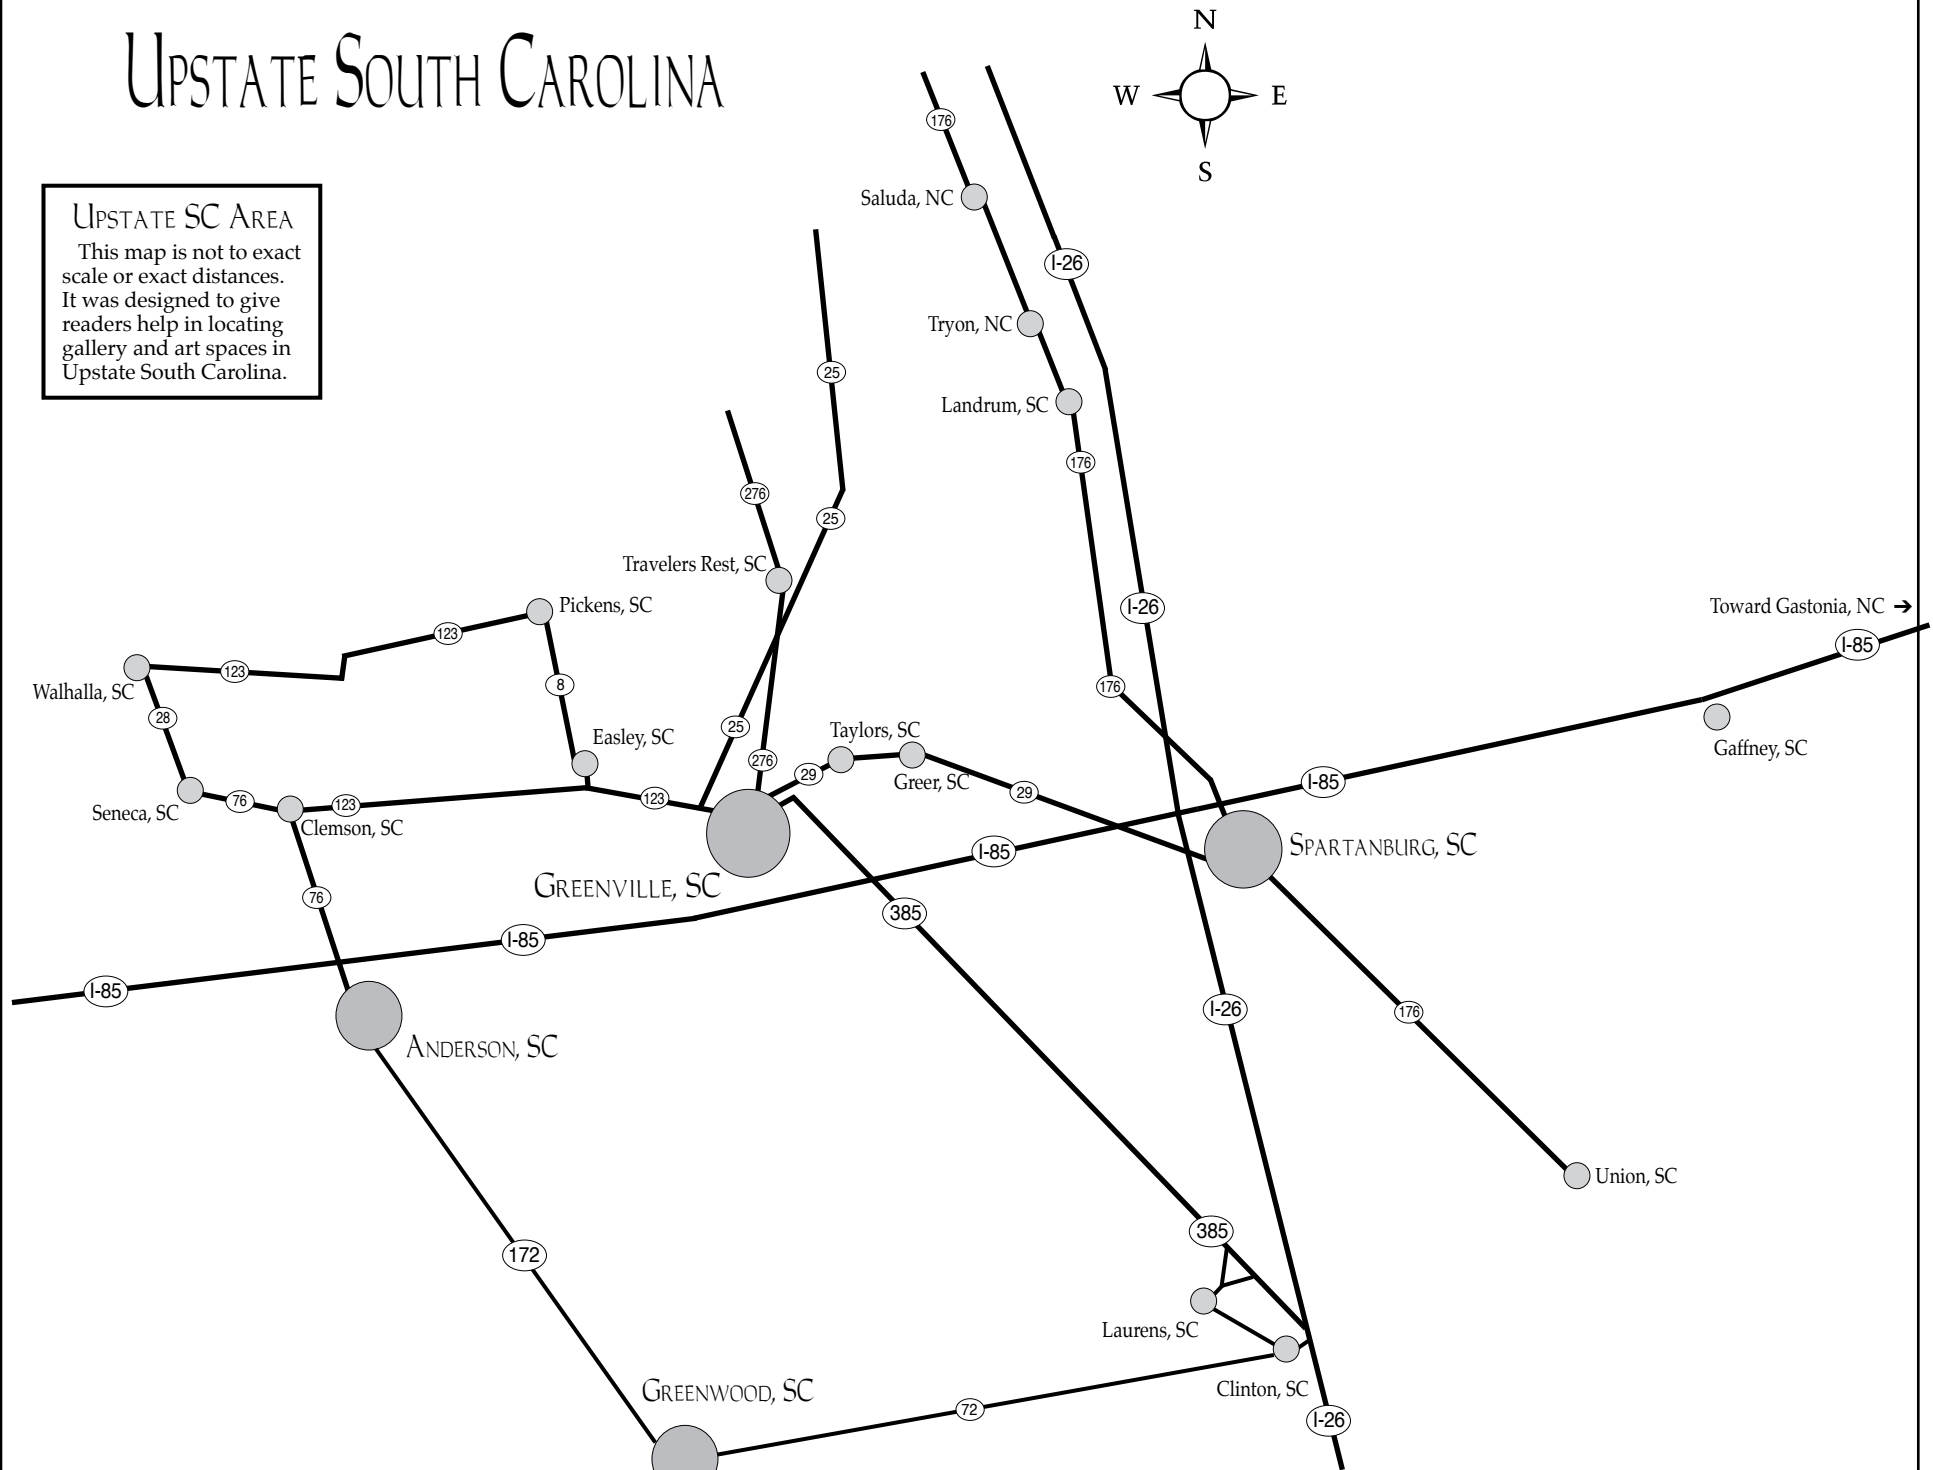 UPSTATE SOUTH CAROLINA
N
W
E
S
UPSTATE SC AREA
This map is not to exact
scale or exact distances.
It was designed to give
readers help in locating
gallery and art spaces in
Upstate South Carolina.
176
Saluda, NC
I-26
Tryon, NC
25
Landrum, SC
176
276
25
Travelers Rest, SC
Pickens, SC
I-26
Toward Gastonia, NC ➔
123
I-85
123
Walhalla, SC
8
176
28
25
Taylors, SC
Gaffney, SC
Easley, SC
276
29
Greer, SC
I-85
29
76
123
123
Seneca, SC
Clemson, SC
SPARTANBURG, SC
I-85
GREENVILLE, SC
76
385
I-85
I-85
I-26
176
ANDERSON, SC
Union, SC
385
172
Laurens, SC
GREENWOOD, SC
Clinton, SC
72
I-26